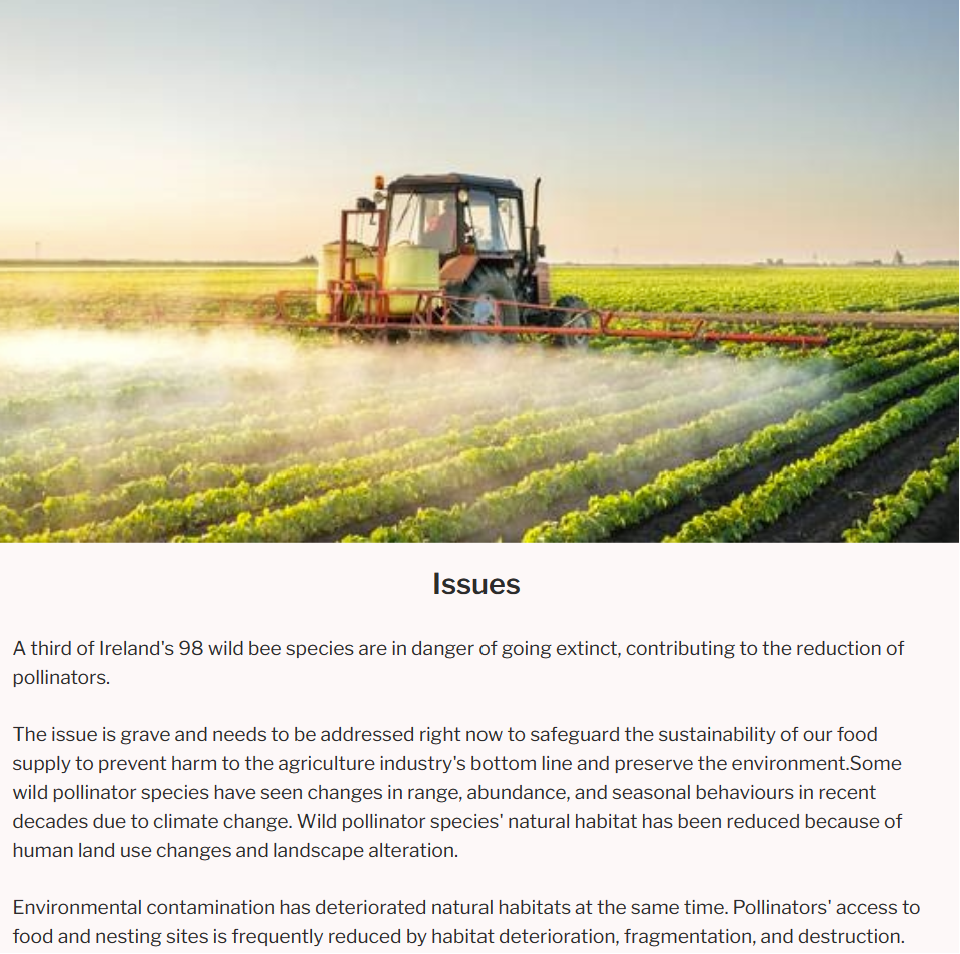 Issues
A third of Ireland's 98 wild bee species are in danger of going extinct, contributing to the reduction of
pollinators.
The issue is grave and needs to be addressed right now to safeguard the sustainability of our food
supply to prevent harm to the agriculture industry's bottom line and preserve the environment.Some
wild pollinator species have seen changes in range, abundance, and seasonal behaviours in recent
decades due to climate change. Wild pollinator species' natural habitat has been reduced because of
human land use changes and landscape alteration.
Environmental contamination has deteriorated natural habitats at the same time. Pollinators' access to
food and nesting sites is frequently reduced by habitat deterioration, fragmentation, and destruction.